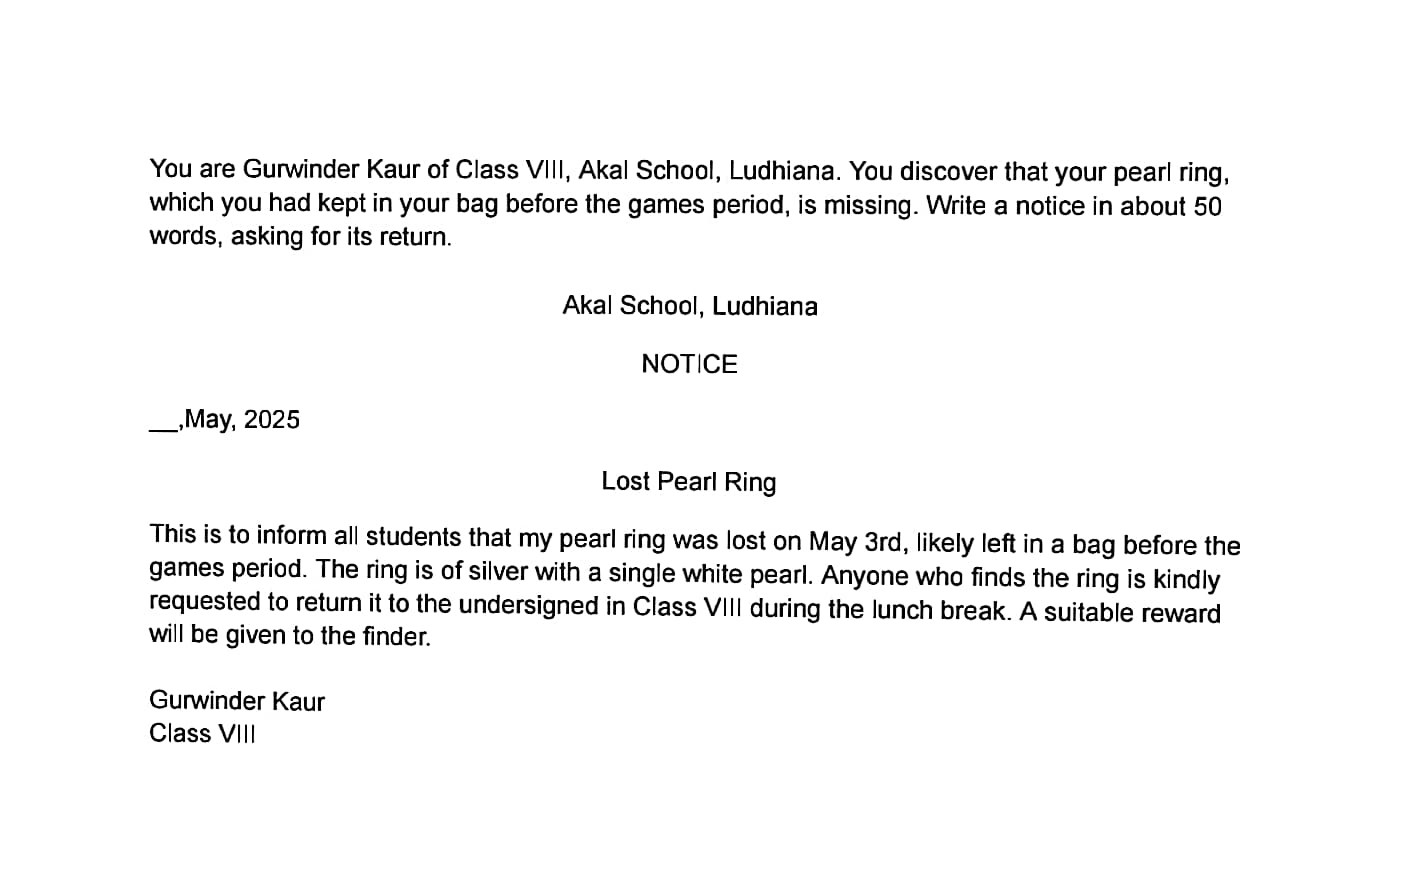 You are Gurwinder Kaur of Class VIII, Akal School, Ludhiana. You discover that your pearl ring,
which you had kept in your bag before the games period, is missing. Write a notice in about 50
words, asking for its return.
Akal School, Ludhiana
NOTICE
__,May, 2025
Lost Pearl Ring
This is to inform all students that my pearl ring was lost on May 3rd, likely left in a bag before the
games period. The ring is of silver with a single white pearl. Anyone who finds the ring is kindly
requested to return it to the undersigned in Class VIII during the lunch break. A suitable reward
will be given to the finder.
Gurwinder Kaur
Class VIII